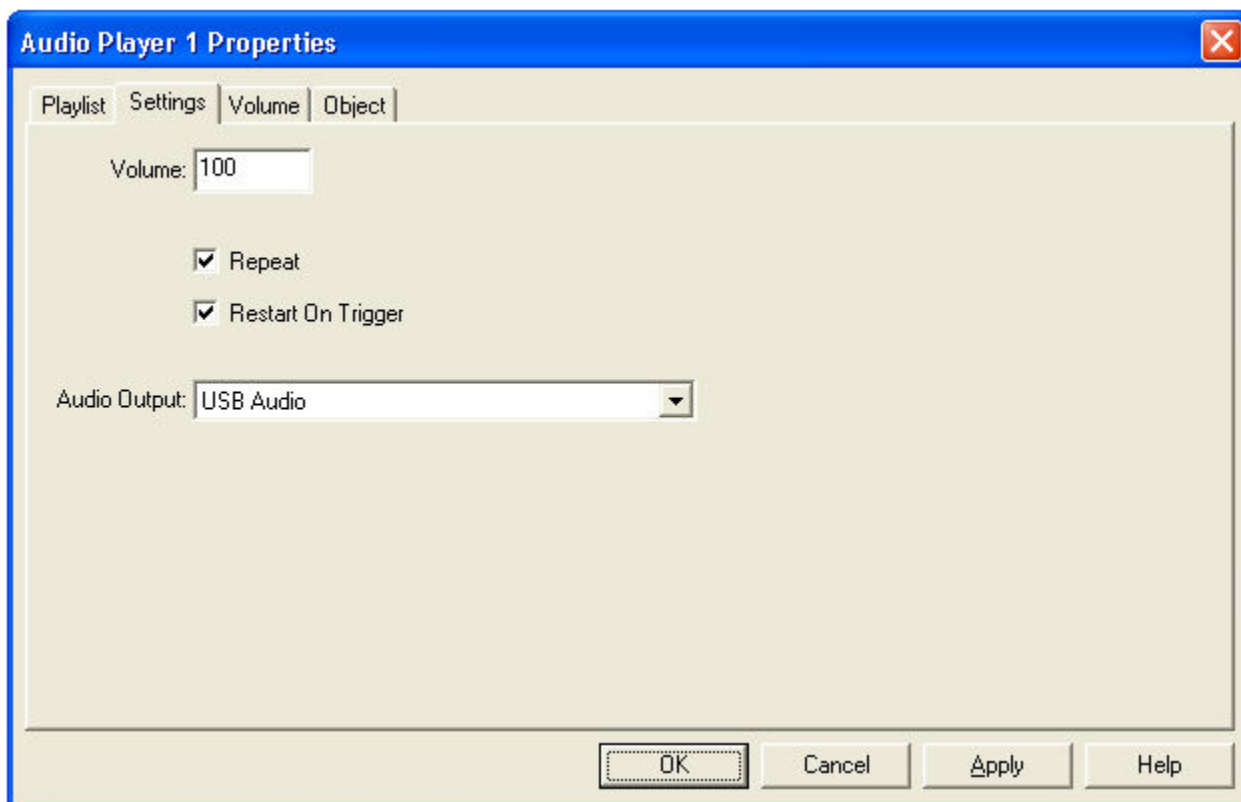 Audio Player 1 Properties
Playlist Settings Volume Object
Volume: 100
Repeat
Restart On Trigger
Audio Output: USB Audio
OK Cancel Apply Help